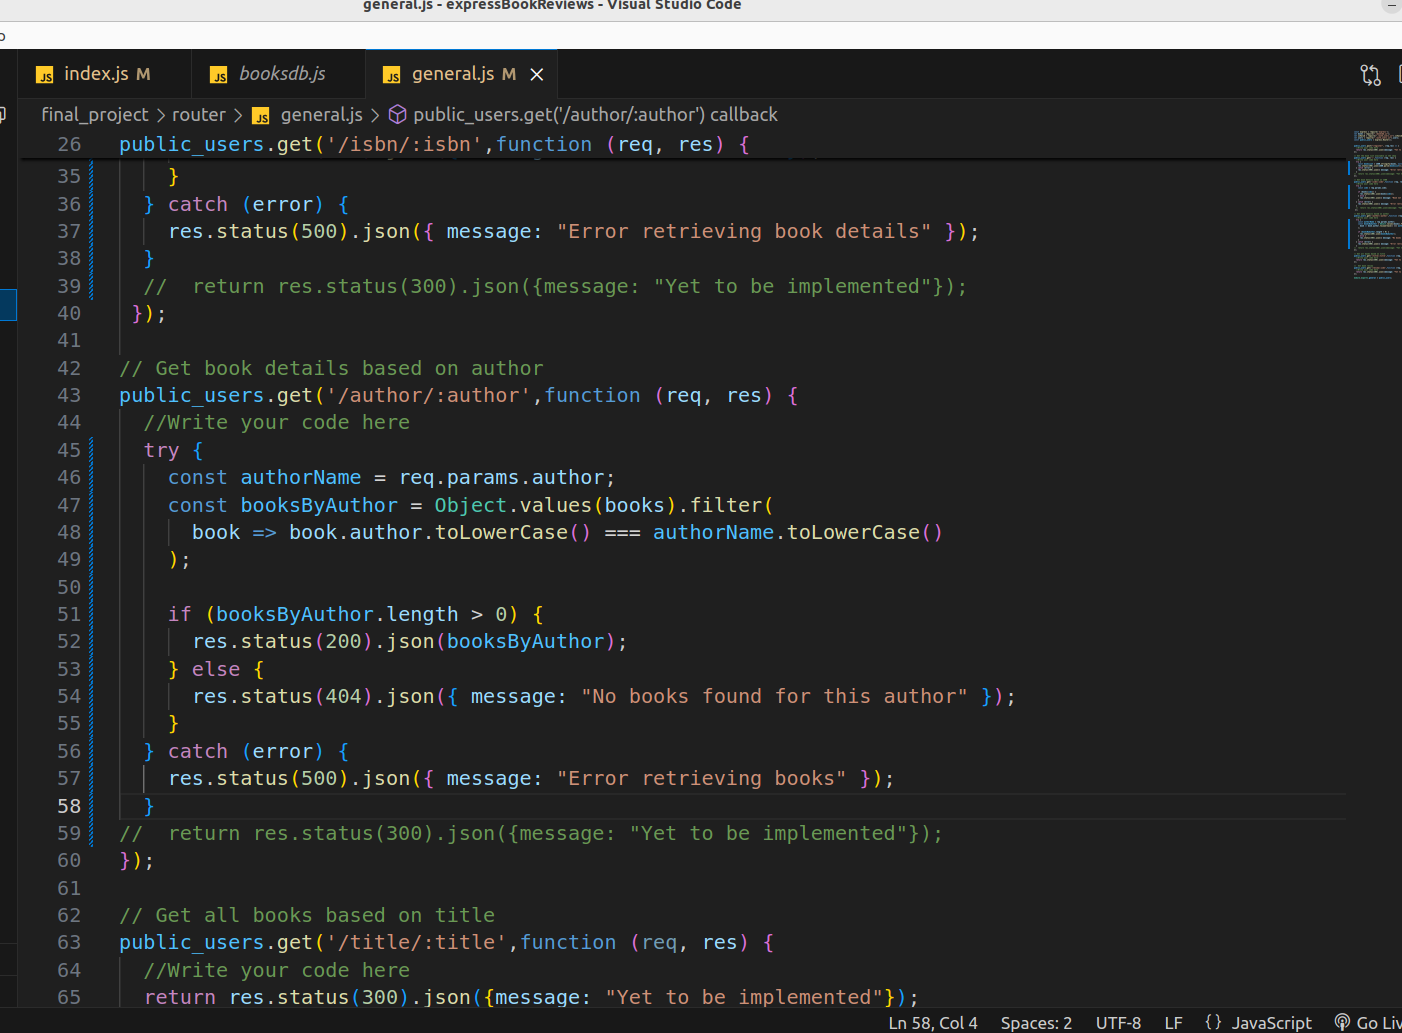 general.js - expressBookReviews - Visual Studio Code
index.js M booksdb.js general.js M
final_project > router > general.js > public_users.get('/author/:author') callback
26 public_users.get('/isbn/:isbn',function (req, res) {
35 }
36 } catch (error) {
37 res.status(500).json({ message: "Error retrieving book details" });
38 }
39 //  return res.status(300).json({message: "Yet to be implemented"});
40 });
41
42 // Get book details based on author
43 public_users.get('/author/:author',function (req, res) {
44 //Write your code here
45 try {
46 const authorName = req.params.author;
47 const booksByAuthor = Object.values(books).filter(
48 book => book.author.toLowerCase() === authorName.toLowerCase()
49 );
50
51 if (booksByAuthor.length > 0) {
52 res.status(200).json(booksByAuthor);
53 } else {
54 res.status(404).json({ message: "No books found for this author" });
55 }
56 } catch (error) {
57 res.status(500).json({ message: "Error retrieving books" });
58 }
59 //  return res.status(300).json({message: "Yet to be implemented"});
60 });
61
62 // Get all books based on title
63 public_users.get('/title/:title',function (req, res) {
64 //Write your code here
65 return res.status(300).json({message: "Yet to be implemented"});
Ln 58, Col 4 Spaces: 2 UTF-8 LF {} JavaScript Go Liv